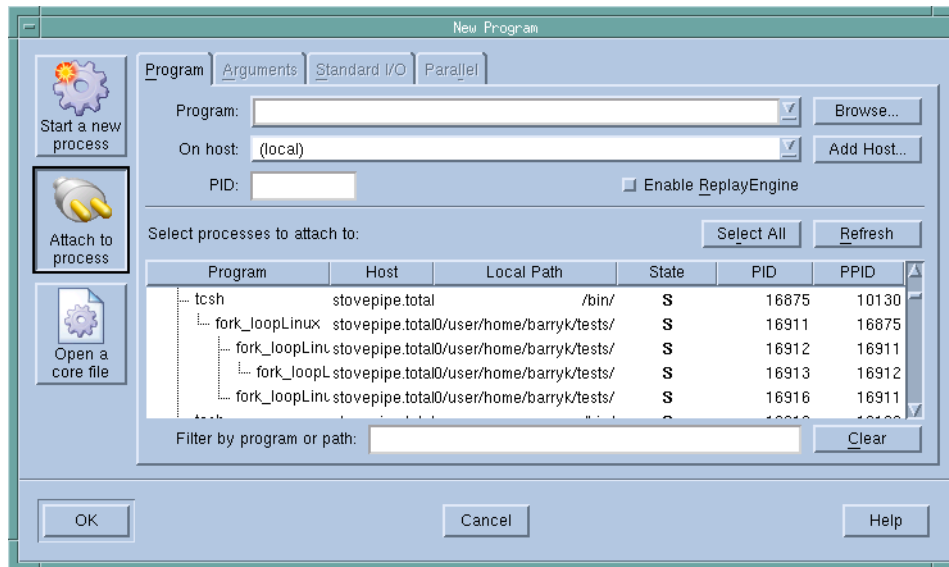 New Program
Start a new
process
Attach to
process
Open a
core file
Program Arguments Standard I/O Parallel
Program: Browse...
On host: (local) Add Host...
PID: Enable ReplayEngine
Select processes to attach to: Select All Refresh
Program Host Local Path State PID PPID
tcsh stovepipe.total /bin/ S 16875 10130
fork_loopLinux stovepipe.total0/user/home/barryk/tests/ S 16911 16875
fork_loopLinu stovepipe.total0/user/home/barryk/tests/ S 16912 16911
fork_loopL stovepipe.total0/user/home/barryk/tests/ S 16913 16912
fork_loopLinu stovepipe.total0/user/home/barryk/tests/ S 16916 16911
Filter by program or path: Clear
OK Cancel Help